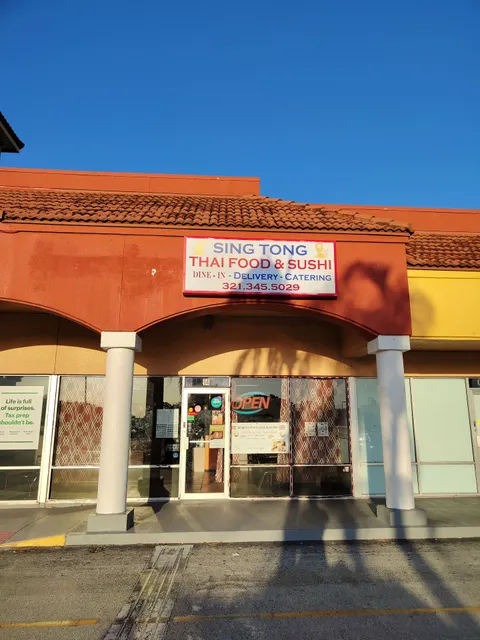 SING TONG
THAI FOOD & SUSHI
DINE - IN - DELIVERY - CATERING
321.345.5029
OPEN
Life is full
of surprises.
Tax prep
shouldn't be.